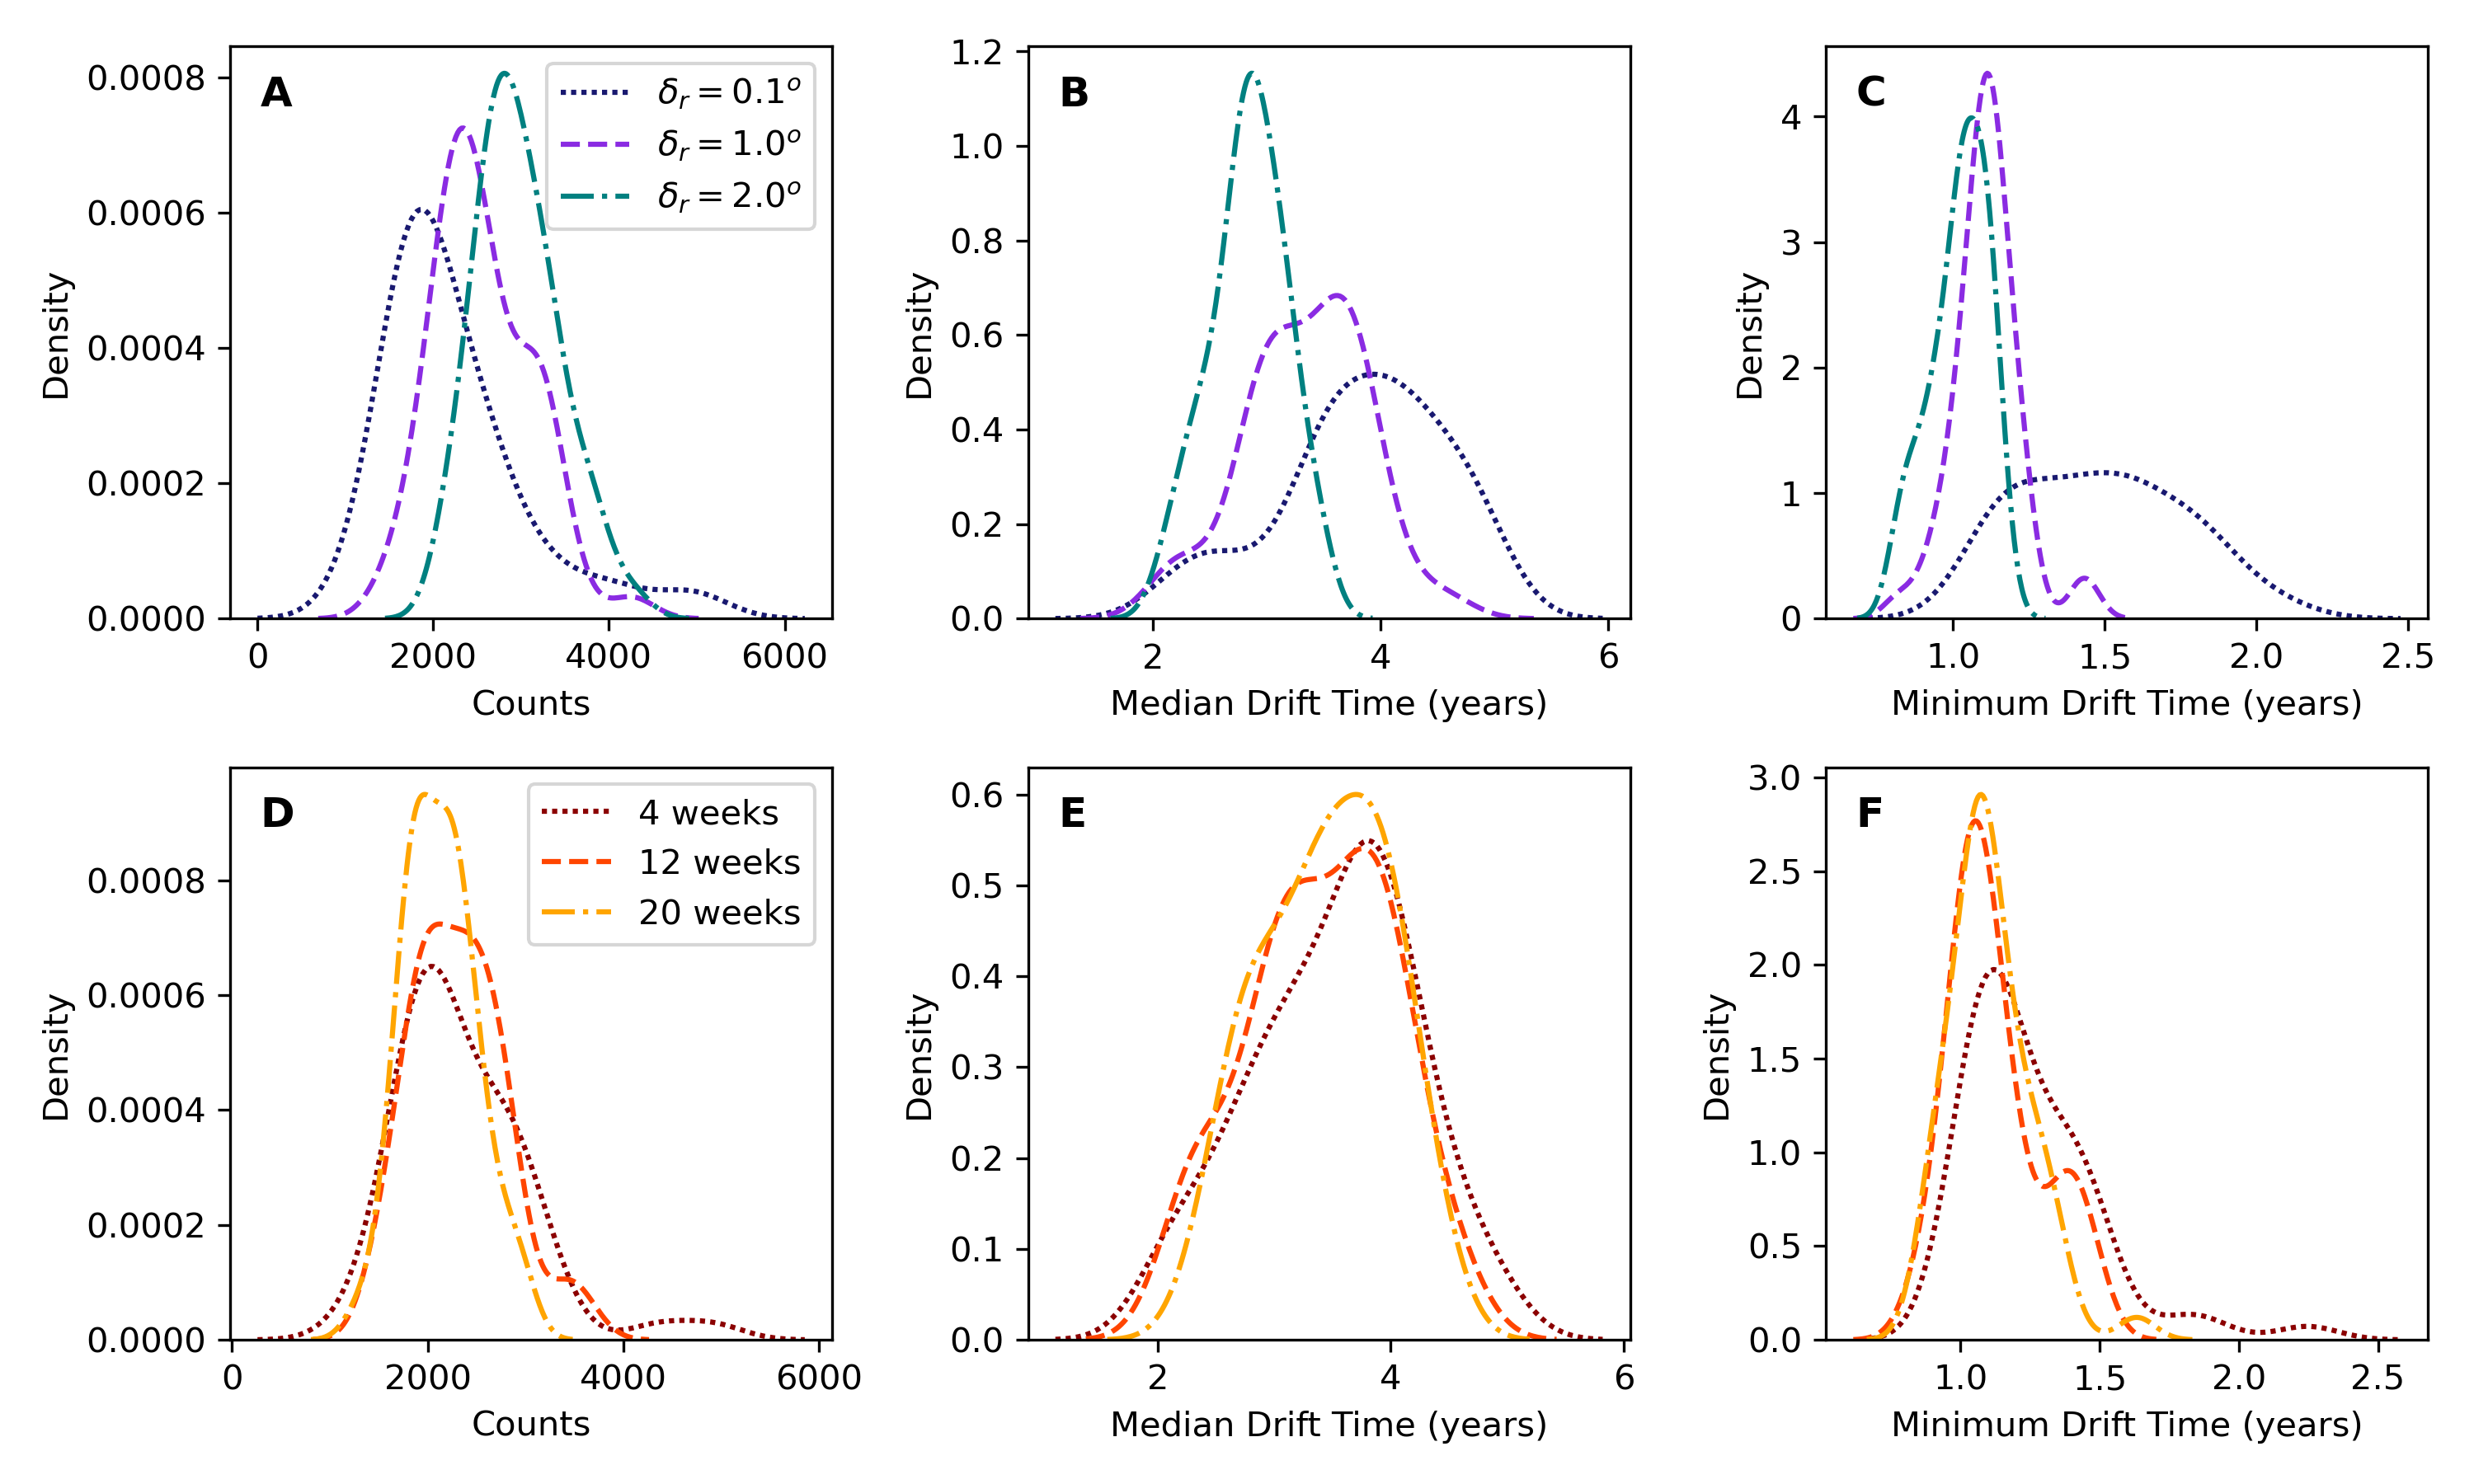 A
δr = 0.1o
δr = 1.0o
δr = 2.0o
0.0008
0.0006
0.0004
0.0002
0.0000
Density
0 2000 4000 6000
Counts
B
1.2
1.0
0.8
0.6
0.4
0.2
0.0
Density
2 4 6
Median Drift Time (years)
C
4
3
2
1
0
Density
1.0 1.5 2.0 2.5
Minimum Drift Time (years)
D
4 weeks
12 weeks
20 weeks
0.0008
0.0006
0.0004
0.0002
0.0000
Density
0 2000 4000 6000
Counts
E
0.6
0.5
0.4
0.3
0.2
0.1
0.0
Density
2 4 6
Median Drift Time (years)
F
3.0
2.5
2.0
1.5
1.0
0.5
0.0
Density
1.0 1.5 2.0 2.5
Minimum Drift Time (years)